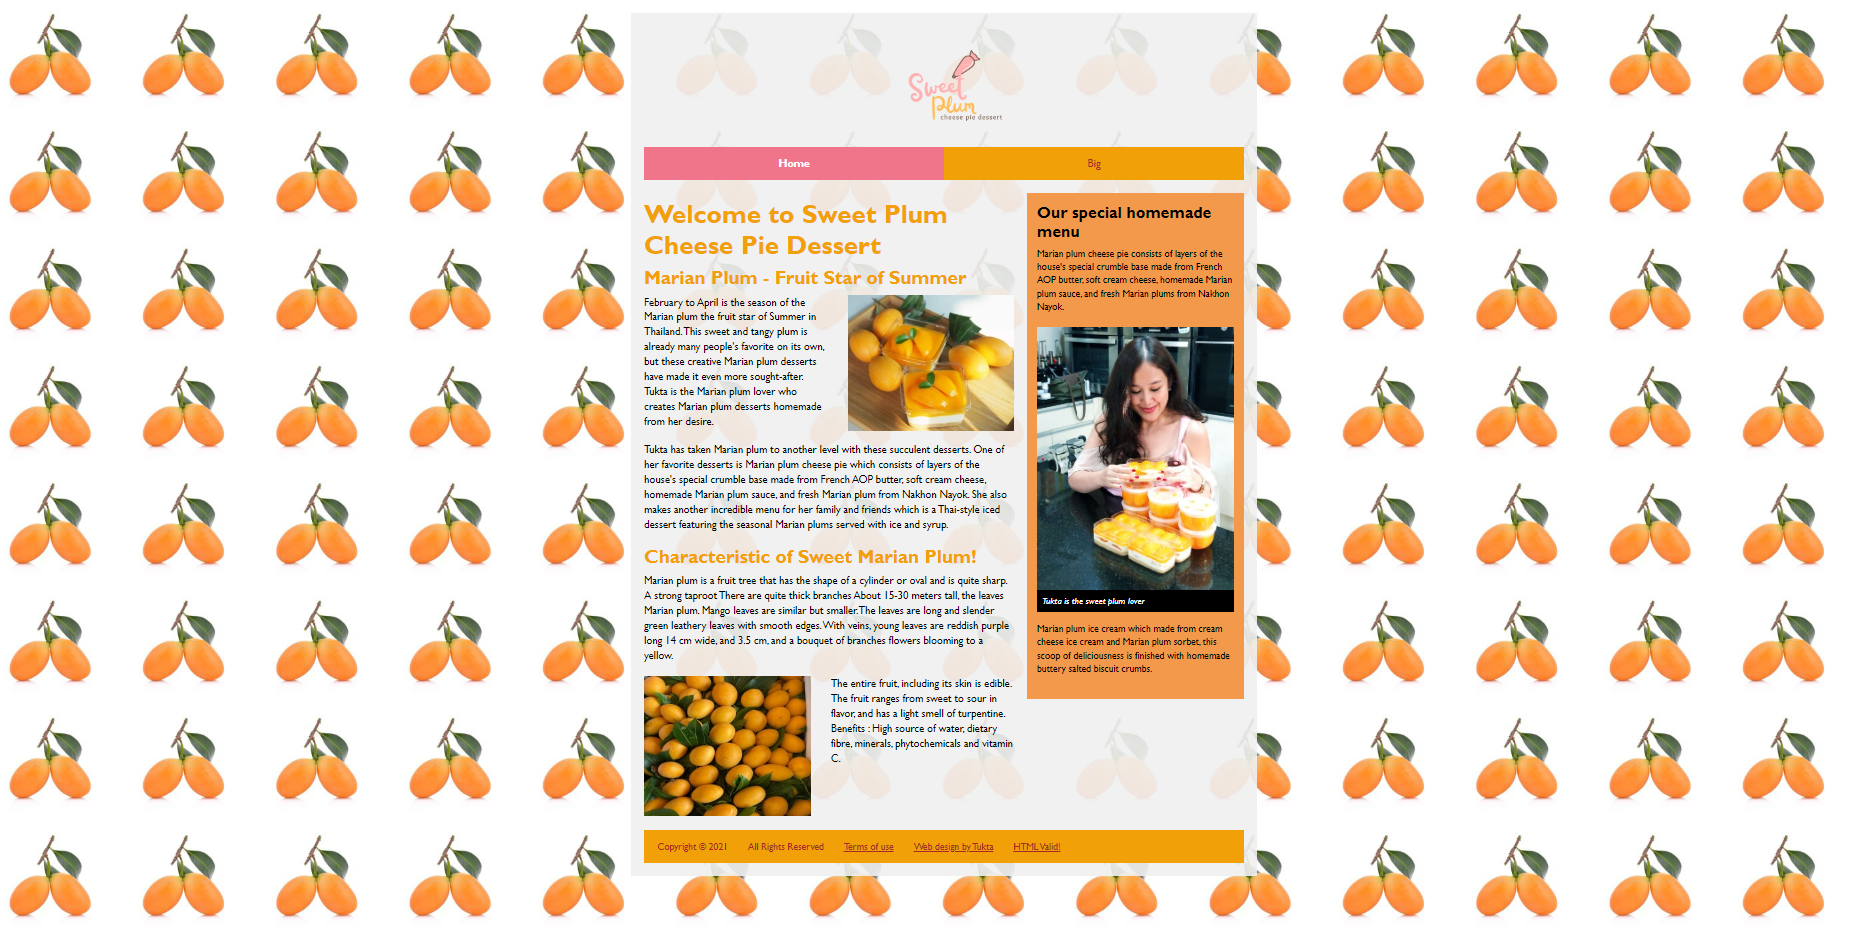 Sweet
Plum
cheese pie dessert
Home
Big
Welcome to Sweet Plum
Cheese Pie Dessert
Marian Plum - Fruit Star of Summer
February to April is the season of the
Marian plum the fruit star of Summer in
Thailand. This sweet and tangy plum is
already many people's favorite on its own,
but these creative Marian plum desserts
have made it even more sought-after.
Tukta is the Marian plum lover who
creates Marian plum desserts homemade
from her desire.
Tukta has taken Marian plum to another level with these succulent desserts. One of
her favorite desserts is Marian plum cheese pie which consists of layers of the
house's special crumble base made from French AOP butter, soft cream cheese,
homemade Marian plum sauce, and fresh Marian plum from Nakhon Nayok. She also
makes another incredible menu for her family and friends which is a Thai-style iced
dessert featuring the seasonal Marian plums served with ice and syrup.
Characteristic of Sweet Marian Plum!
Marian plum is a fruit tree that has the shape of a cylinder or oval and is quite sharp.
A strong taproot There are quite thick branches About 15-30 meters tall, the leaves
Marian plum. Mango leaves are similar but smaller. The leaves are long and slender
green leathery leaves with smooth edges. With veins, young leaves are reddish purple
long 14 cm wide, and 3.5 cm, and a bouquet of branches flowers blooming to a
yellow.
The entire fruit, including its skin is edible.
The fruit ranges from sweet to sour in
flavor, and has a light smell of turpentine.
Benefits : High source of water, dietary
fibre, minerals, phytochemicals and vitamin
C.
Our special homemade
menu
Marian plum cheese pie consists of layers of the
house's special crumble base made from French
AOP butter, soft cream cheese, homemade Marian
plum sauce, and fresh Marian plums from Nakhon
Nayok.
Tukta is the sweet plum lover
Marian plum ice cream which made from cream
cheese ice cream and Marian plum sorbet, this
scoop of deliciousness is finished with homemade
buttery salted biscuit crumbs.
Copyright © 2021 All Rights Reserved Terms of use Web design by Tukta HTML Valid!